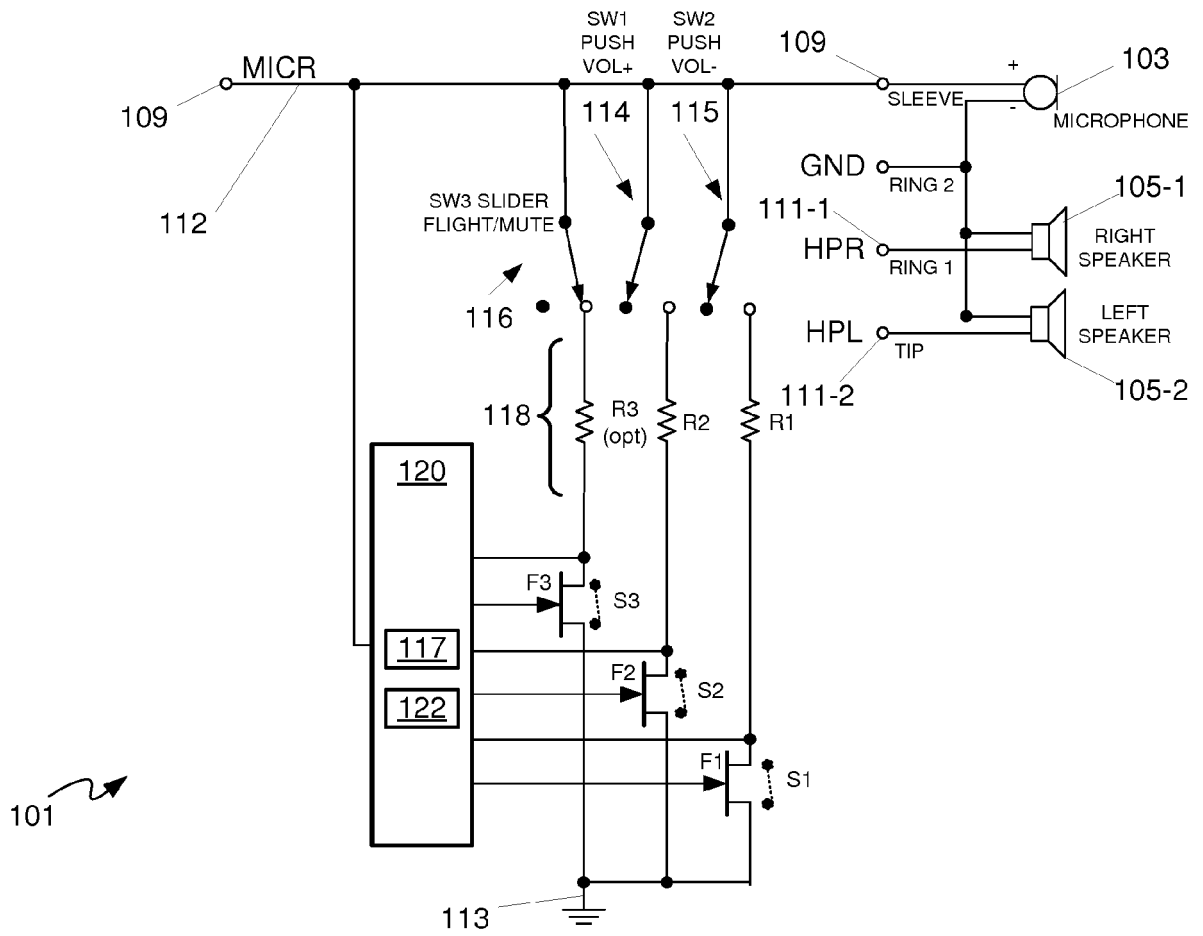 SW1
PUSH
VOL+
SW2
PUSH
VOL-
109
MICR
103
109
+
-
SLEEVE
MICROPHONE
114
115
112
GND
RING 2
105-1
SW3 SLIDER
FLIGHT/MUTE
111-1
HPR
RING 1
RIGHT
SPEAKER
116
HPL
TIP
LEFT
SPEAKER
111-2
105-2
118
R3
(opt)
R2
R1
120
F3
S3
117
F2
S2
122
F1
S1
101
113